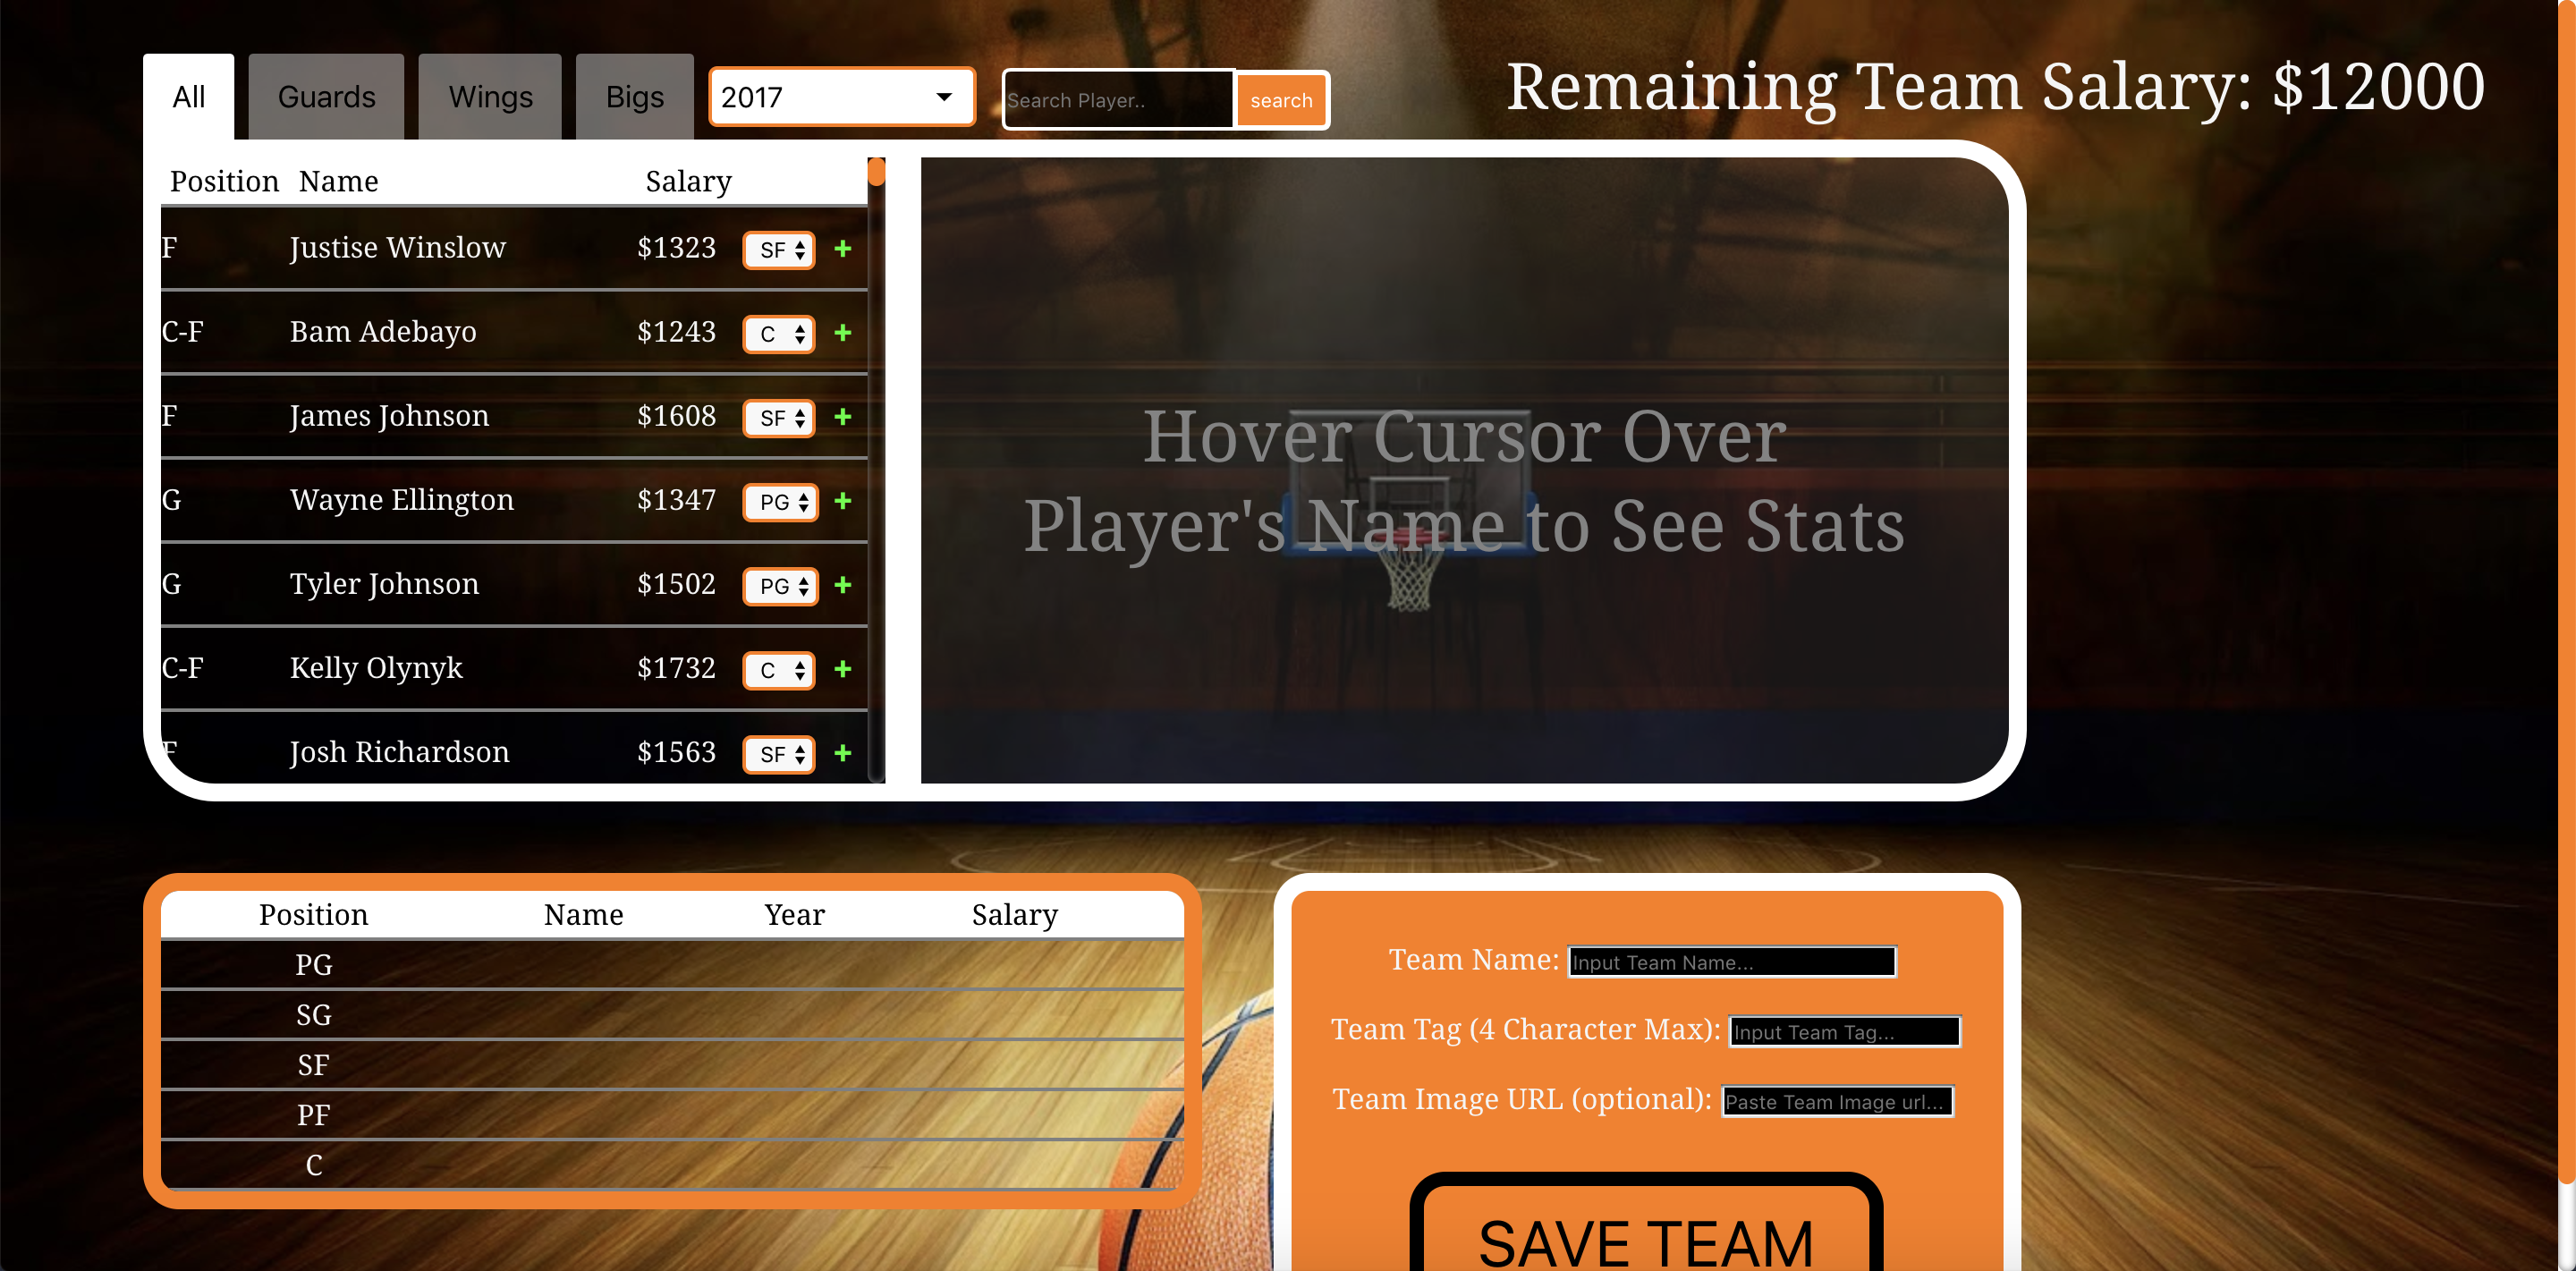 All Guards Wings Bigs 2017 Search Player.. search Remaining Team Salary: $12000
Position Name Salary
F Justise Winslow $1323 SF +
C-F Bam Adebayo $1243 C +
F James Johnson $1608 SF +
G Wayne Ellington $1347 PG +
G Tyler Johnson $1502 PG +
C-F Kelly Olynyk $1732 C +
F Josh Richardson $1563 SF +
Hover Cursor Over
Player's Name to See Stats
Position Name Year Salary
PG
SG
SF
PF
C
Team Name: Input Team Name...
Team Tag (4 Character Max): Input Team Tag...
Team Image URL (optional): Paste Team Image url...
SAVE TEAM